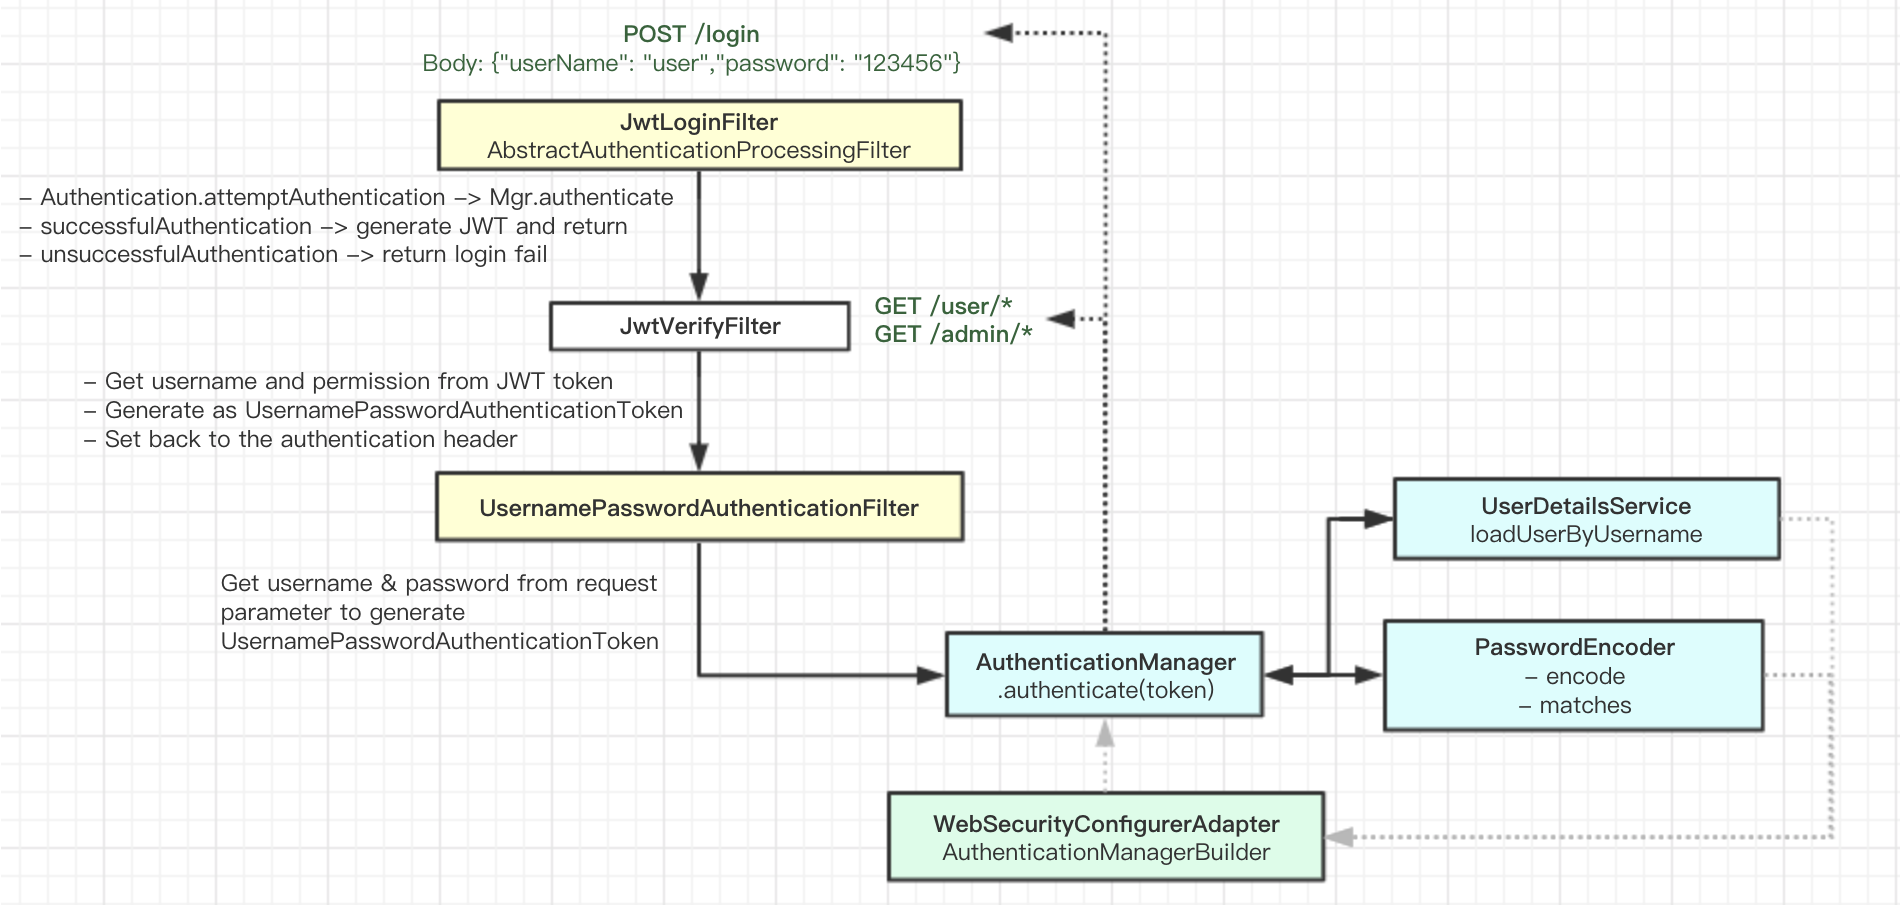 POST /login
Body: {"userName": "user","password": "123456"}
JwtLoginFilter
AbstractAuthenticationProcessingFilter
– Authentication.attemptAuthentication –> Mgr.authenticate
– successfulAuthentication –> generate JWT and return
– unsuccessfulAuthentication –> return login fail
JwtVerifyFilter
GET /user/*
GET /admin/*
– Get username and permission from JWT token
– Generate as UsernamePasswordAuthenticationToken
– Set back to the authentication header
UsernamePasswordAuthenticationFilter
Get username & password from request
parameter to generate
UsernamePasswordAuthenticationToken
AuthenticationManager
.authenticate(token)
UserDetailsService
loadUserByUsername
PasswordEncoder
– encode
– matches
WebSecurityConfigurerAdapter
AuthenticationManagerBuilder